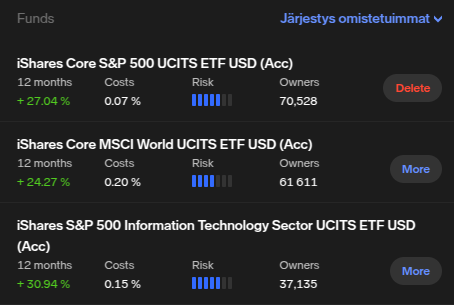 Funds
Järjestys omistetuimmat
iShares Core S&P 500 UCITS ETF USD (Acc)
12 months Costs Risk Owners
+ 27.04 % 0.07 % 70,528
Delete
iShares Core MSCI World UCITS ETF USD (Acc)
12 months Costs Risk Owners
+ 24.27 % 0.20 % 61 611
More
iShares S&P 500 Information Technology Sector UCITS ETF USD
(Acc)
12 months Costs Risk Owners
+ 30.94 % 0.15 % 37,135
More